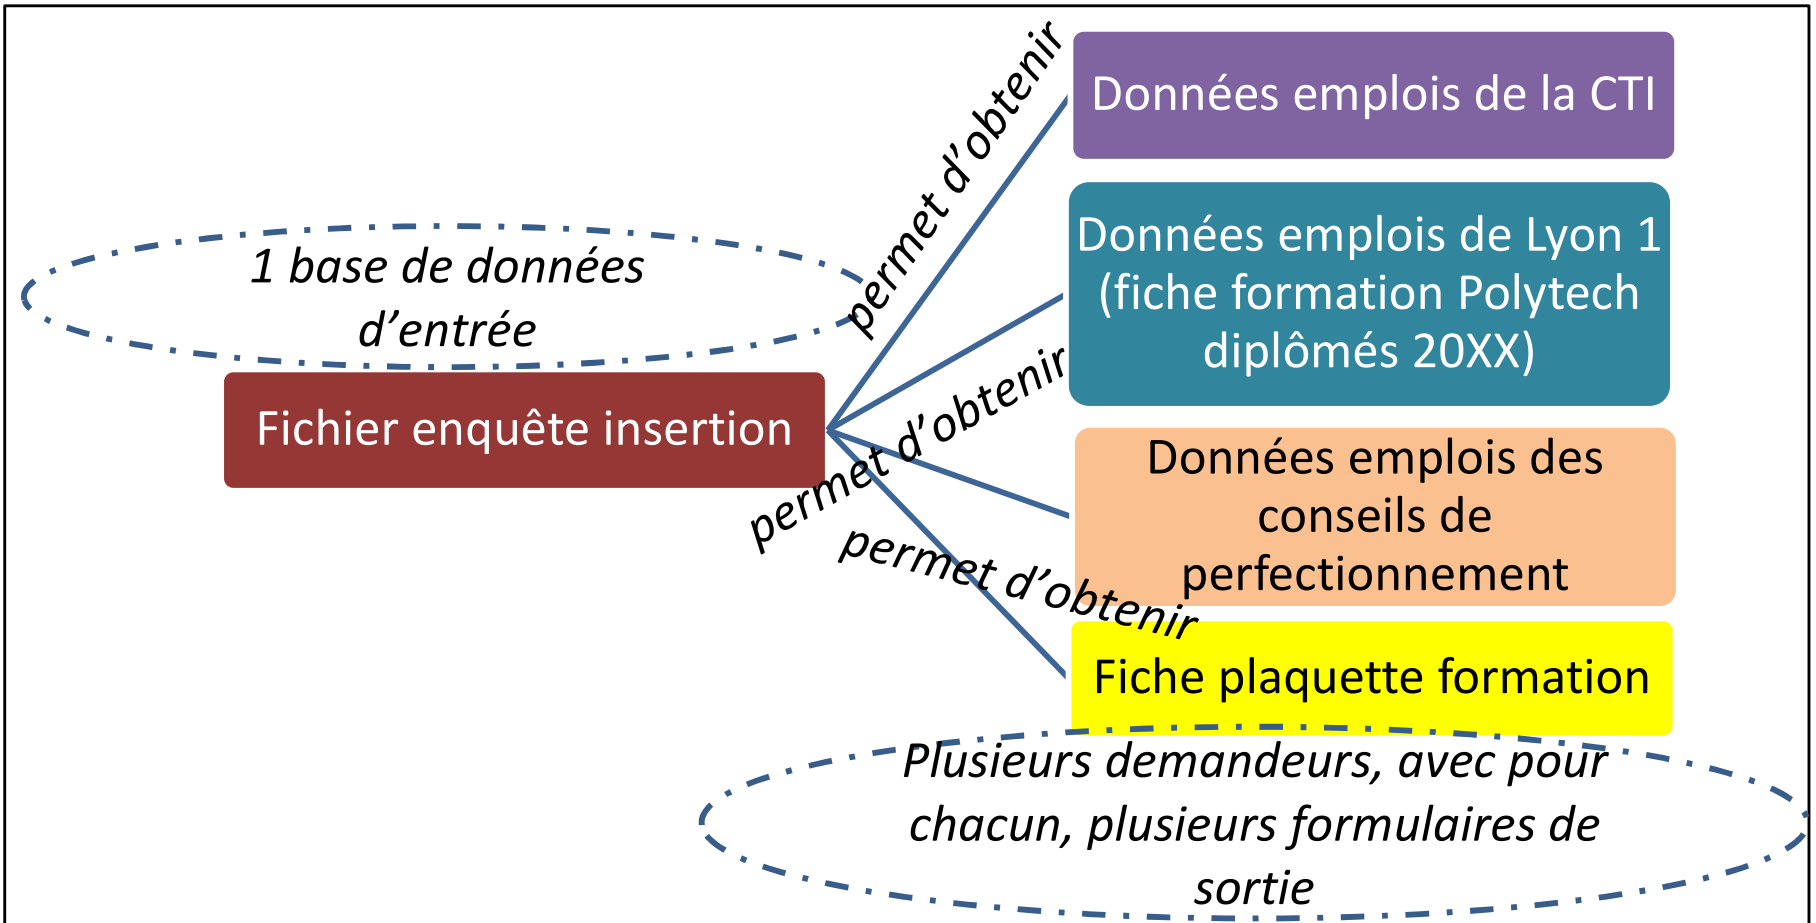 permet d'obtenir
Données emplois de la CTI
1 base de données
d'entrée
Données emplois de Lyon 1
(fiche formation Polytech
diplômés 20XX)
Fichier enquête insertion
permet d'obtenir
Données emplois des
conseils de
perfectionnement
permet d'obtenir
Fiche plaquette formation
Plusieurs demandeurs, avec pour
chacun, plusieurs formulaires de
sortie